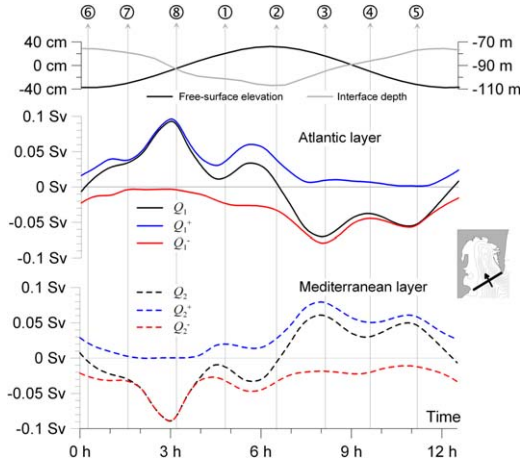 ⑥ ⑦ ⑧ ① ② ③ ④ ⑤
40 cm -70 m
0 cm -90 m
-40 cm -110 m
Free-surface elevation Interface depth
0.1 Sv
Atlantic layer
0.05 Sv
0 Sv
Q₁
-0.05 Sv
Q₁⁺
Q₁⁻
-0.1 Sv
Mediterranean layer
0.1 Sv
Q₂
0.05 Sv
Q₂⁺
Q₂⁻
0 Sv
-0.05 Sv
Time
-0.1 Sv
0 h 3 h 6 h 9 h 12 h